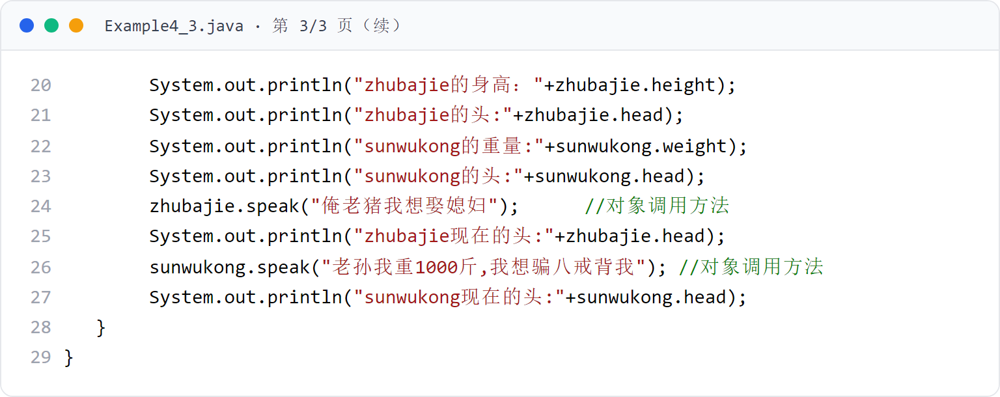 Example4_3.java · 第 3/3 页（续）
20 System.out.println("zhubajie的身高："+zhubajie.height);
21 System.out.println("zhubajie的头:"+zhubajie.head);
22 System.out.println("sunwukong的重量:"+sunwukong.weight);
23 System.out.println("sunwukong的头:"+sunwukong.head);
24 zhubajie.speak("俺老猪我想娶媳妇"); //对象调用方法
25 System.out.println("zhubajie现在的头:"+zhubajie.head);
26 sunwukong.speak("老孙我重1000斤,我想骗八戒背我"); //对象调用方法
27 System.out.println("sunwukong现在的头:"+sunwukong.head);
28 }
29 }